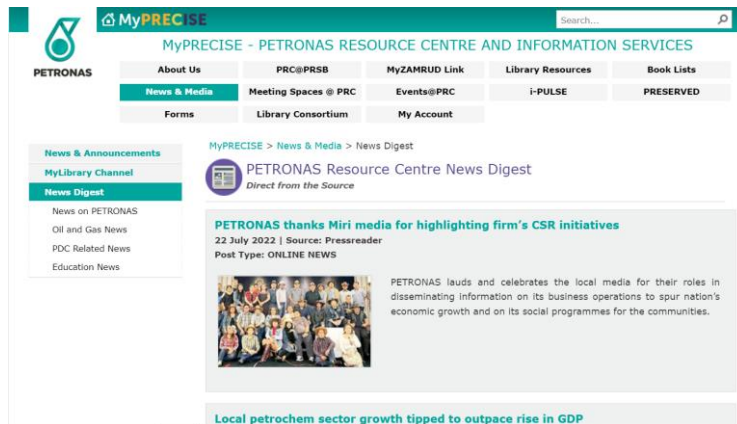 MyPRECISE
Search...
PETRONAS
MyPRECISE - PETRONAS RESOURCE CENTRE AND INFORMATION SERVICES
About Us PRC@PRSB MyZAMRUD Link Library Resources Book Lists
News & Media Meeting Spaces @ PRC Events@PRC i-PULSE PRESERVED
Forms Library Consortium My Account
News & Announcements
MyLibrary Channel
News Digest
News on PETRONAS
Oil and Gas News
PDC Related News
Education News
MyPRECISE > News & Media > News Digest
PETRONAS Resource Centre News Digest
Direct from the Source
PETRONAS thanks Miri media for highlighting firm's CSR initiatives
22 July 2022 | Source: Pressreader
Post Type: ONLINE NEWS
PETRONAS lauds and celebrates the local media for their roles in
disseminating information on its business operations to spur nation's
economic growth and on its social programmes for the communities.
Local petrochem sector growth tipped to outpace rise in GDP